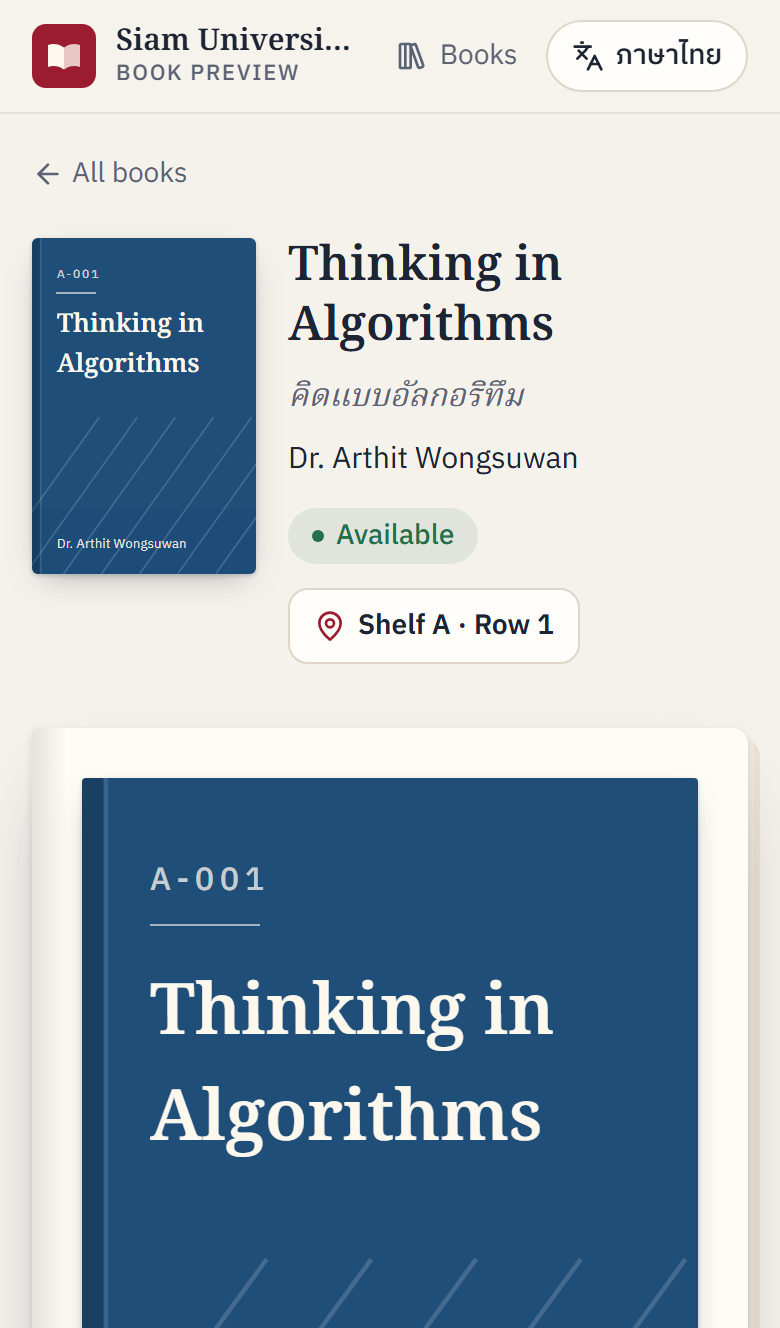 Siam Universi...
BOOK PREVIEW
Books
ภาษาไทย
All books
A-001
Thinking in
Algorithms
Dr. Arthit Wongsuwan
Thinking in
Algorithms
คิดแบบอัลกอริทึม
Dr. Arthit Wongsuwan
Available
Shelf A · Row 1
A-001
Thinking in
Algorithms